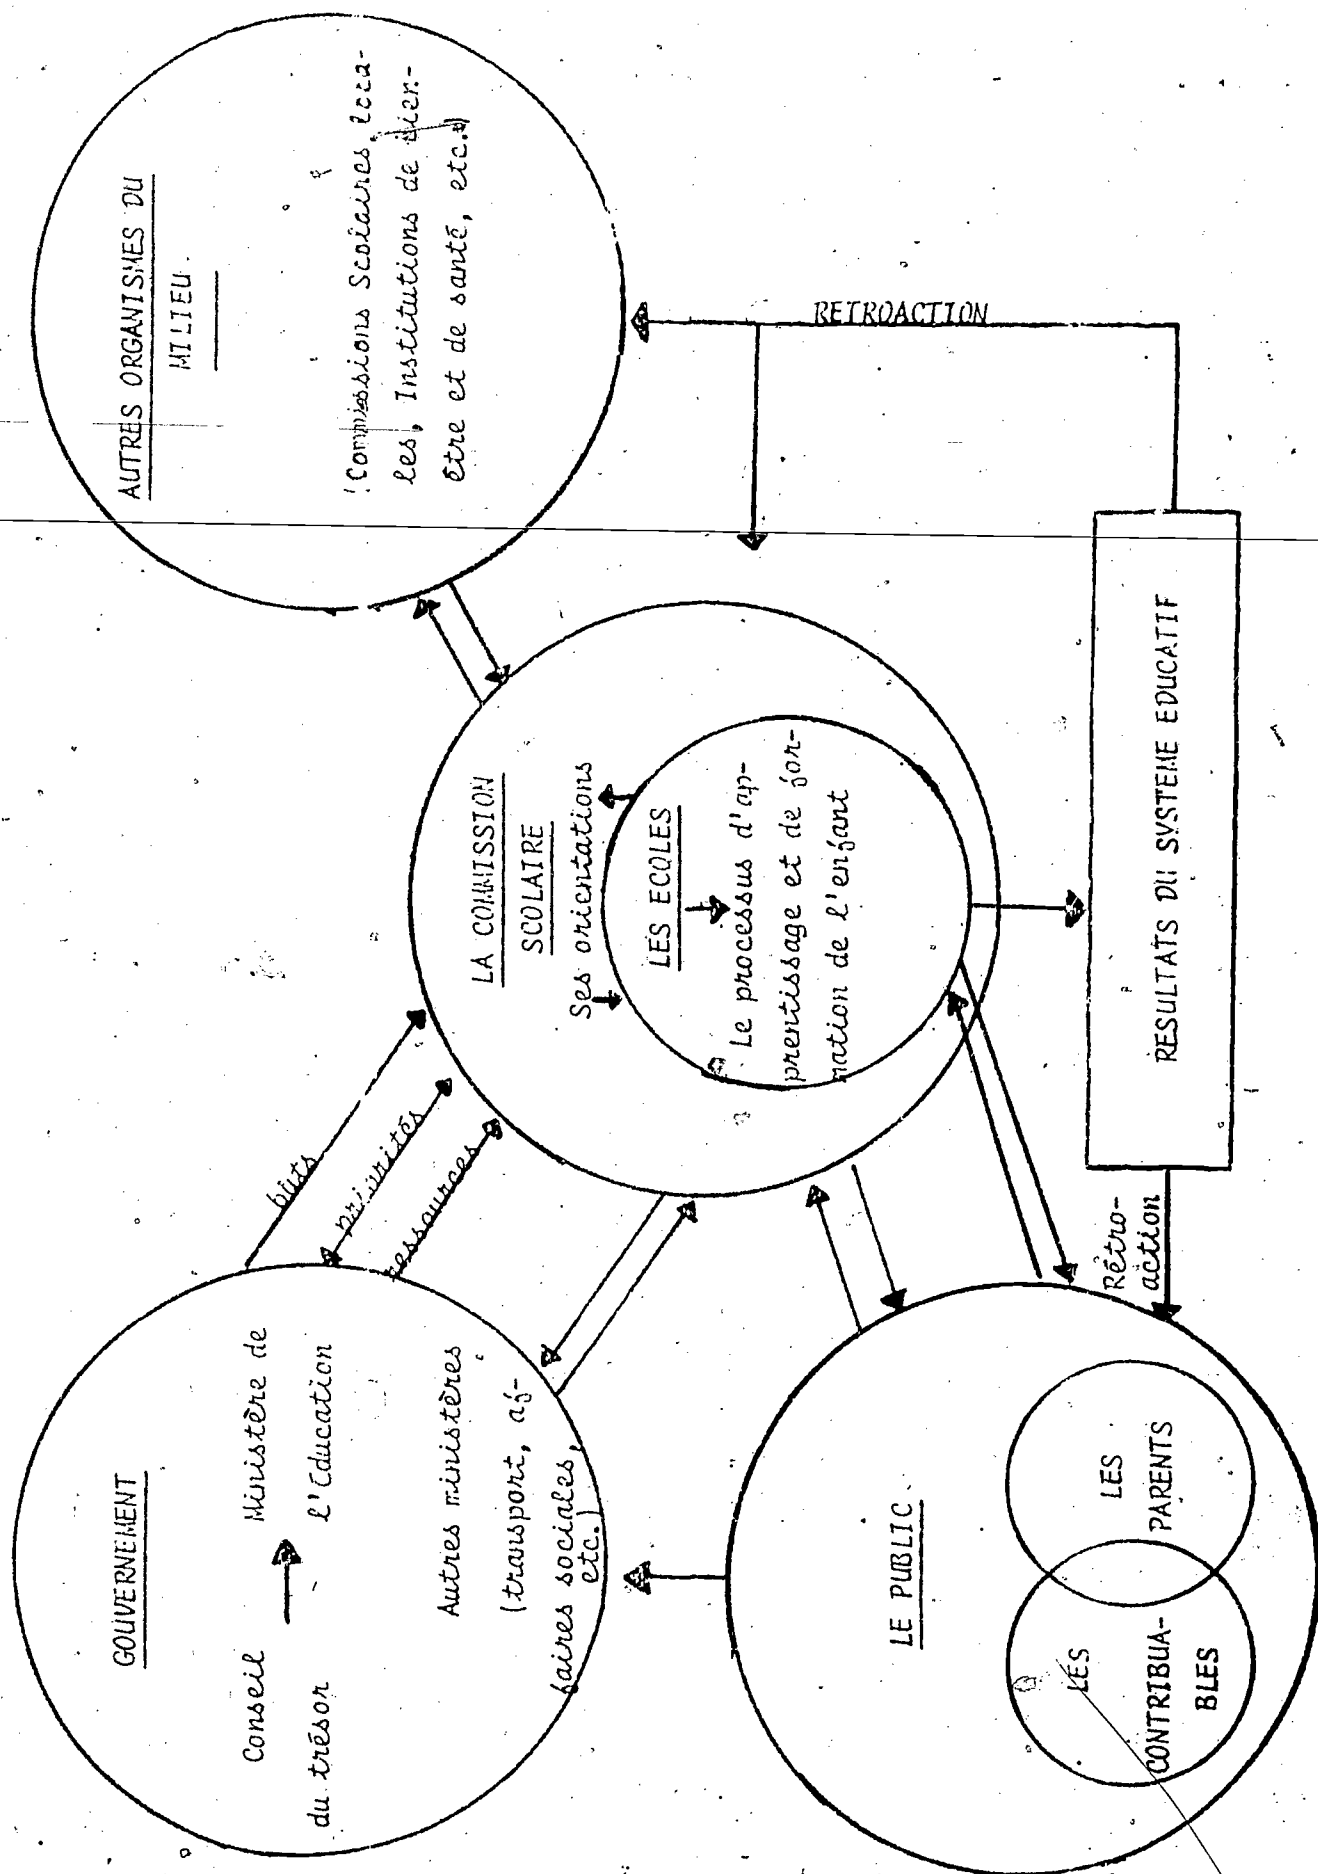 GOUVERNEMENT
Conseil
du trésor
Ministère de
l'Education
Autres ministères
(transport, af-
faires sociales,
etc.)
buts
priorités
ressources
LA COMMISSION
SCOLAIRE
Ses orientations
LES ECOLES
Le processus d'ap-
prentissage et de for-
mation de l'enfant
AUTRES ORGANISMES DU
MILIEU
(Commissions Scolaires, loca-
les, Institutions de bien-
être et de santé, etc.)
LE PUBLIC
LES
CONTRIBUA-
BLES
LES
PARENTS
Rétro-
action
RESULTATS DU SYSTEME EDUCATIF
RETROACTION